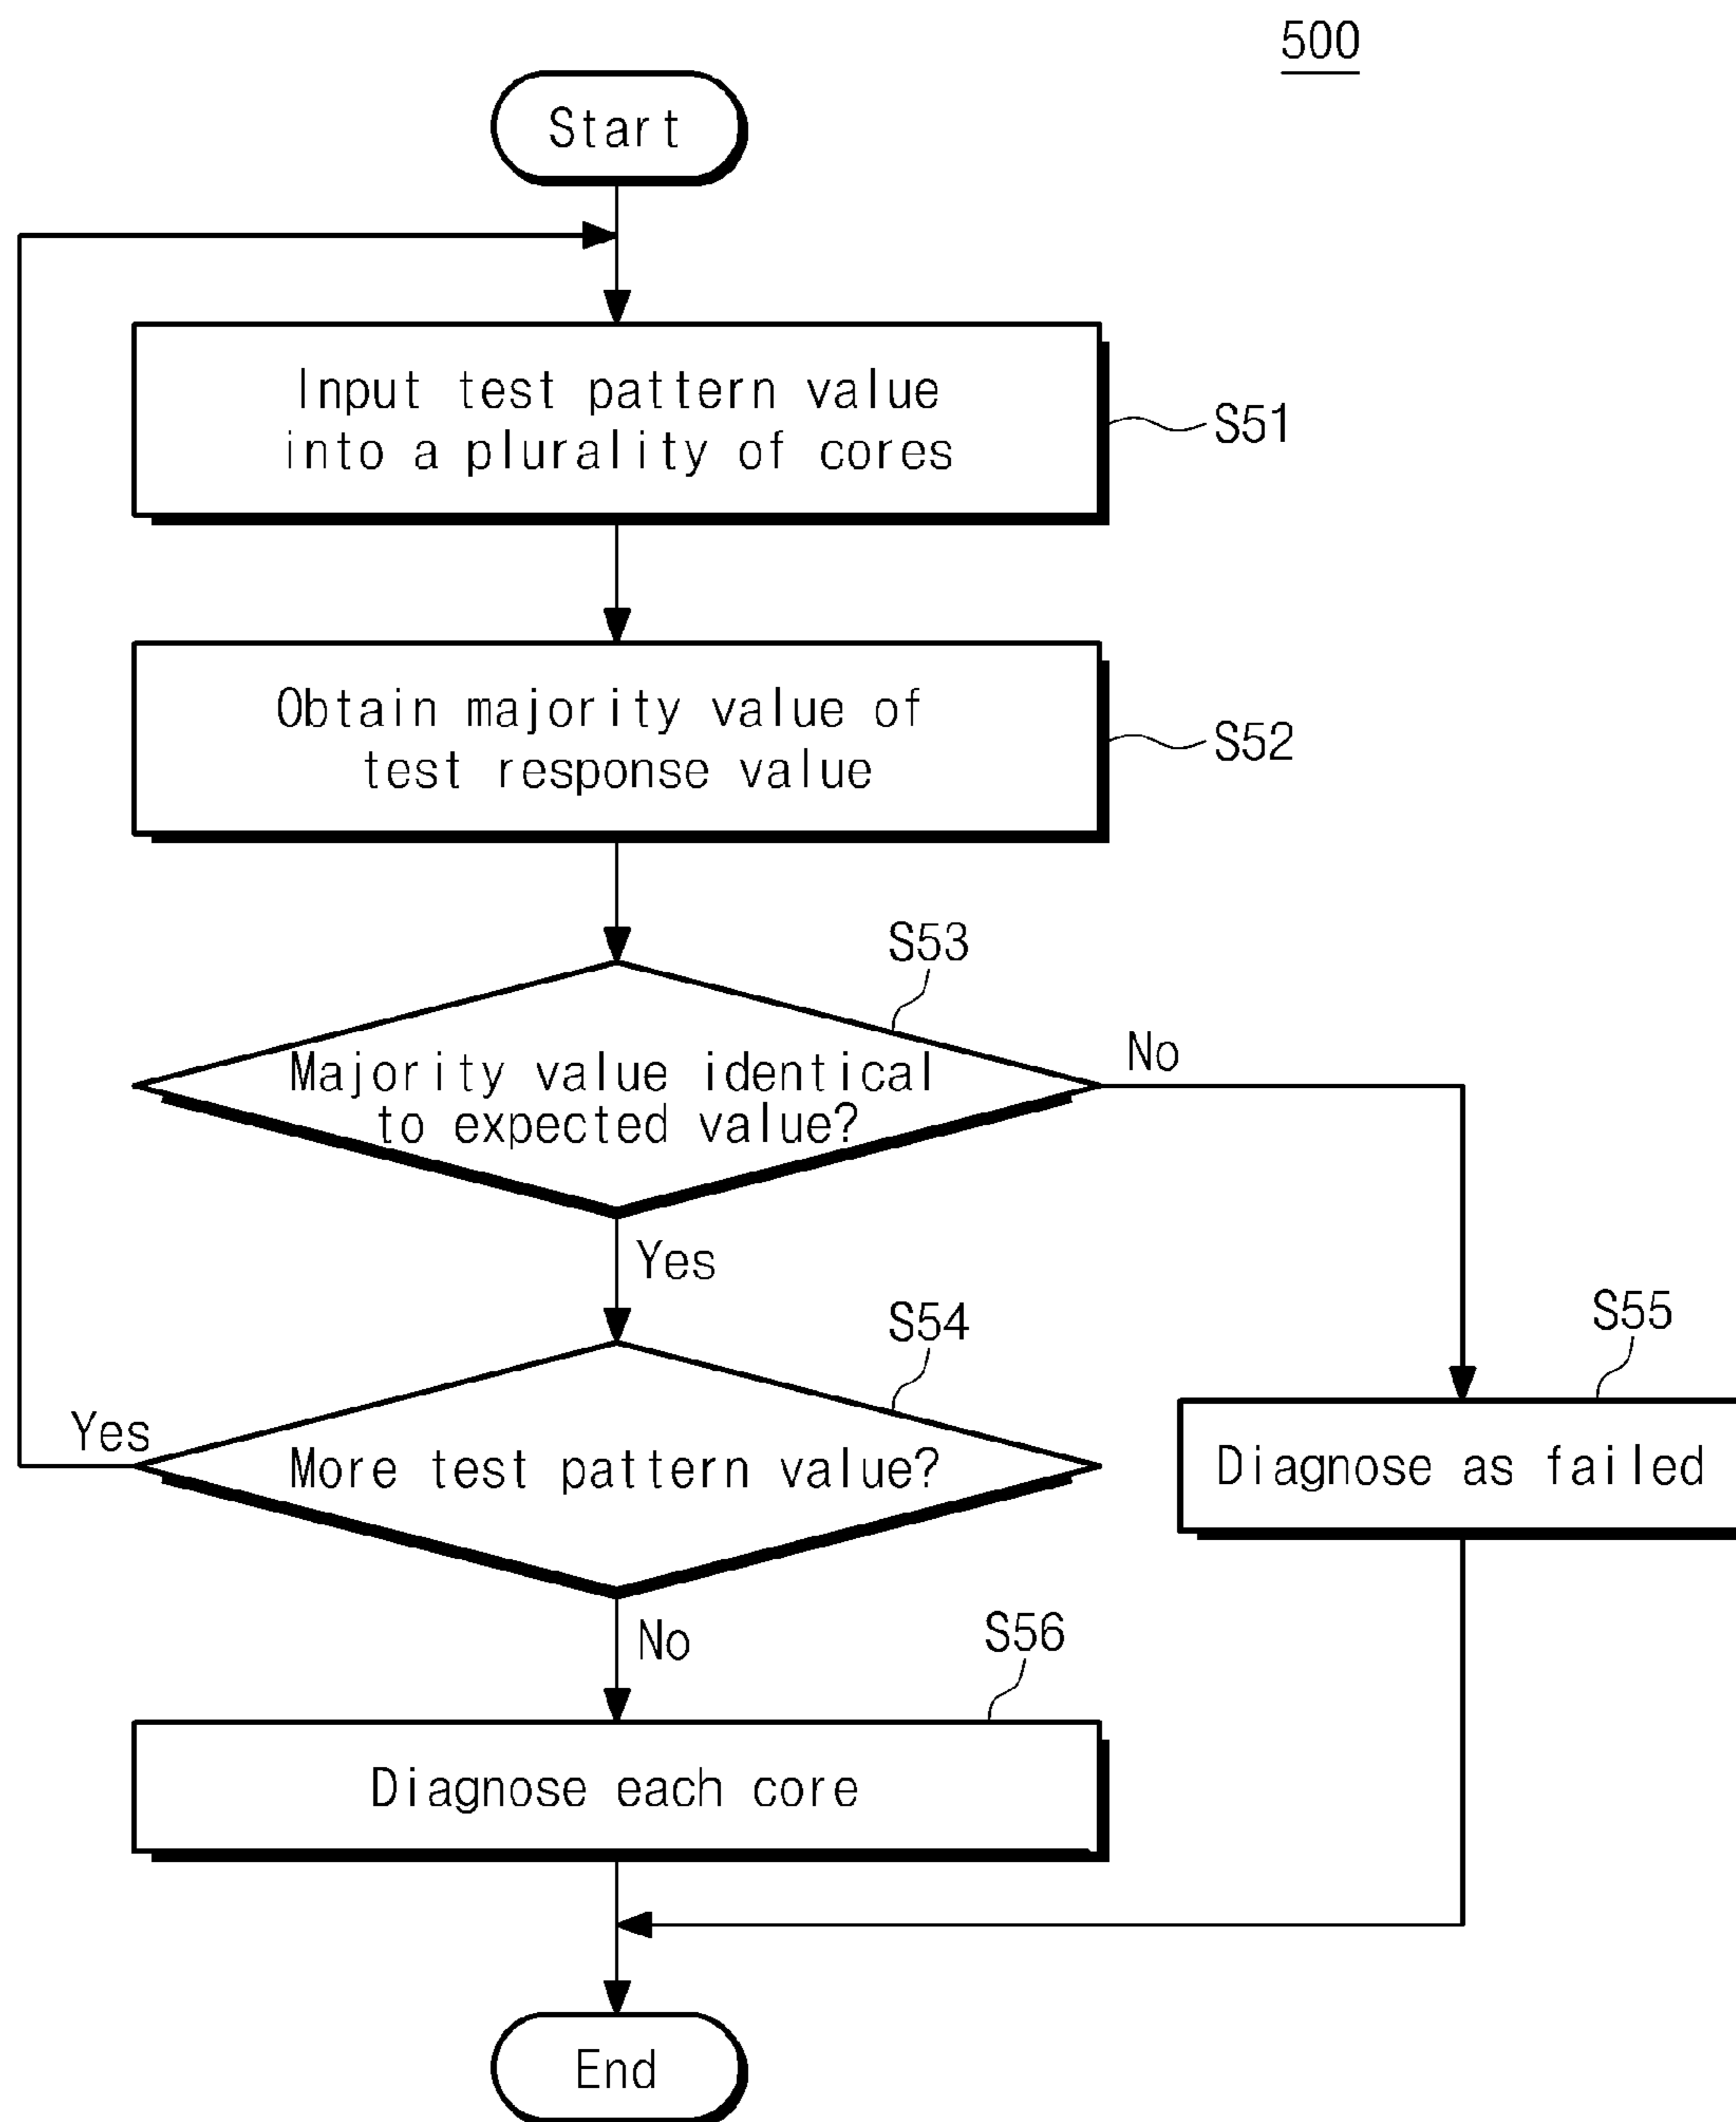 500
Start
Input test pattern value
into a plurality of cores
S51
Obtain majority value of
test response value
S52
S53
Majority value identical
to expected value?
No
Yes
S54
S55
Yes
More test pattern value?
Diagnose as failed
No
S56
Diagnose each core
End